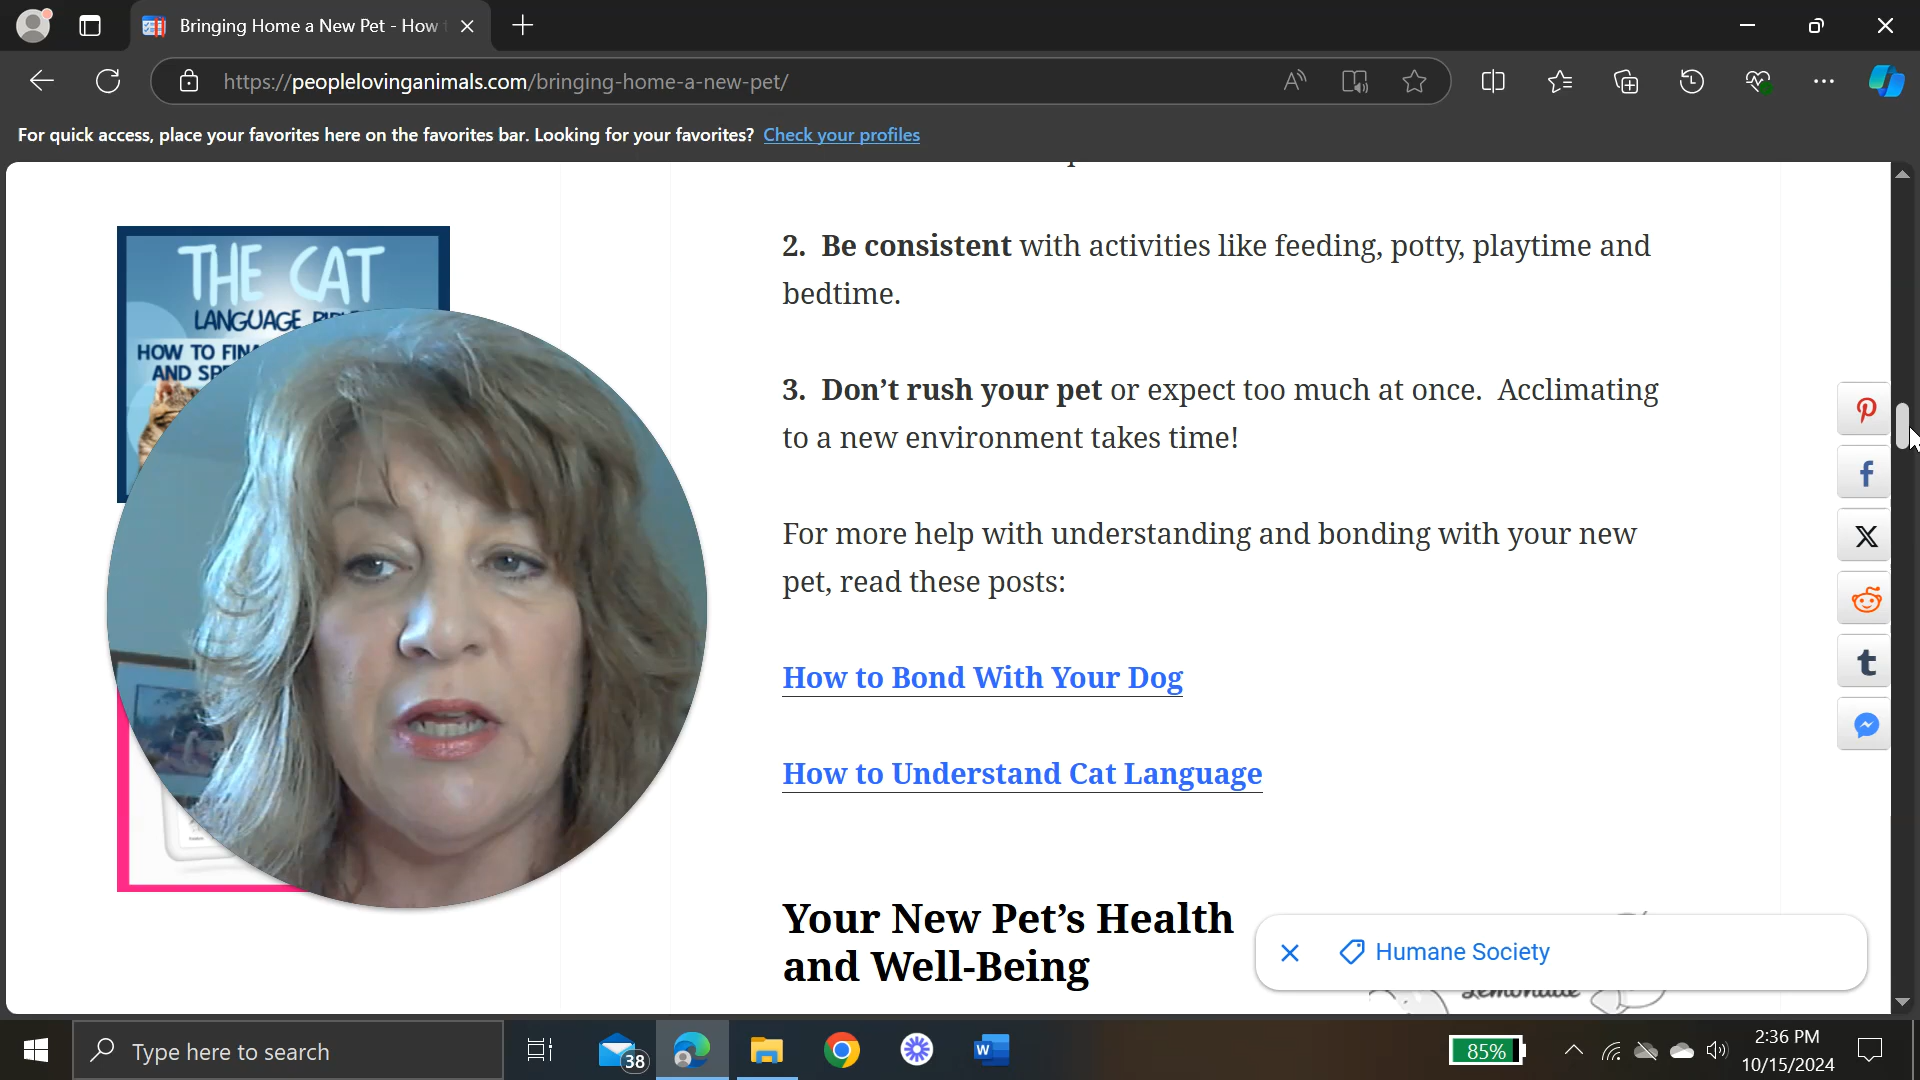 Bringing Home a New Pet - How
https://peoplelovinganimals.com/bringing-home-a-new-pet/
For quick access, place your favorites here on the favorites bar. Looking for your favorites? Check your profiles
THE CAT
LANGUAGE
HOW TO
AND
2. Be consistent with activities like feeding, potty, playtime and
bedtime.
3. Don’t rush your pet or expect too much at once. Acclimating
to a new environment takes time!
For more help with understanding and bonding with your new
pet, read these posts:
How to Bond With Your Dog
How to Understand Cat Language
Your New Pet’s Health
and Well-Being
Humane Society
Lemonade
Type here to search
38
85%
2:36 PM
10/15/2024